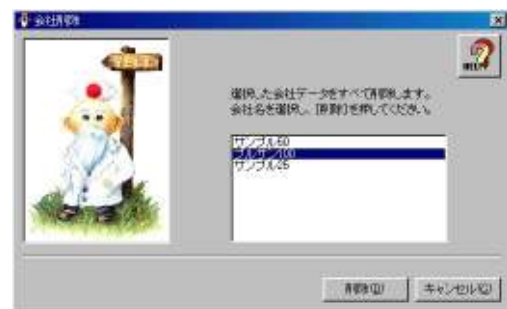 会社削除
HELP
選択した会社データをすべて削除します。
会社名を選択し、[削除]を押してください。
サンプル50
プルサン100
サンプル25
削除(D)
キャンセル(C)